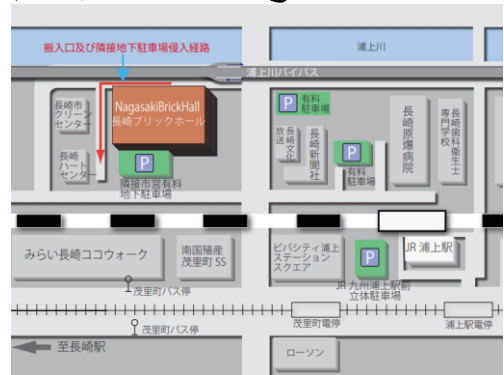 搬入口及び隣接地下駐車場侵入経路
浦上川
浦上川バイパス
長崎市
クリーン
センター
NagasakiBrickHall
長崎ブリックホール
P
有料
駐車場
長崎
ハート
センター
P
隣接市営有料
地下駐車場
長崎文化
放送
長崎新聞社
P
有料
駐車場
長崎原爆病院
長崎歯科衛生士
専門学校
みらい長崎ココウォーク
南国殖産
茂里町 SS
ピパシティ浦上
ステーション
スクエア
P
JR 浦上駅
JR 九州浦上駅前
立体駐車場
茂里町バス停
茂里町バス停
茂里町電停
浦上駅電停
至長崎駅
ローソン